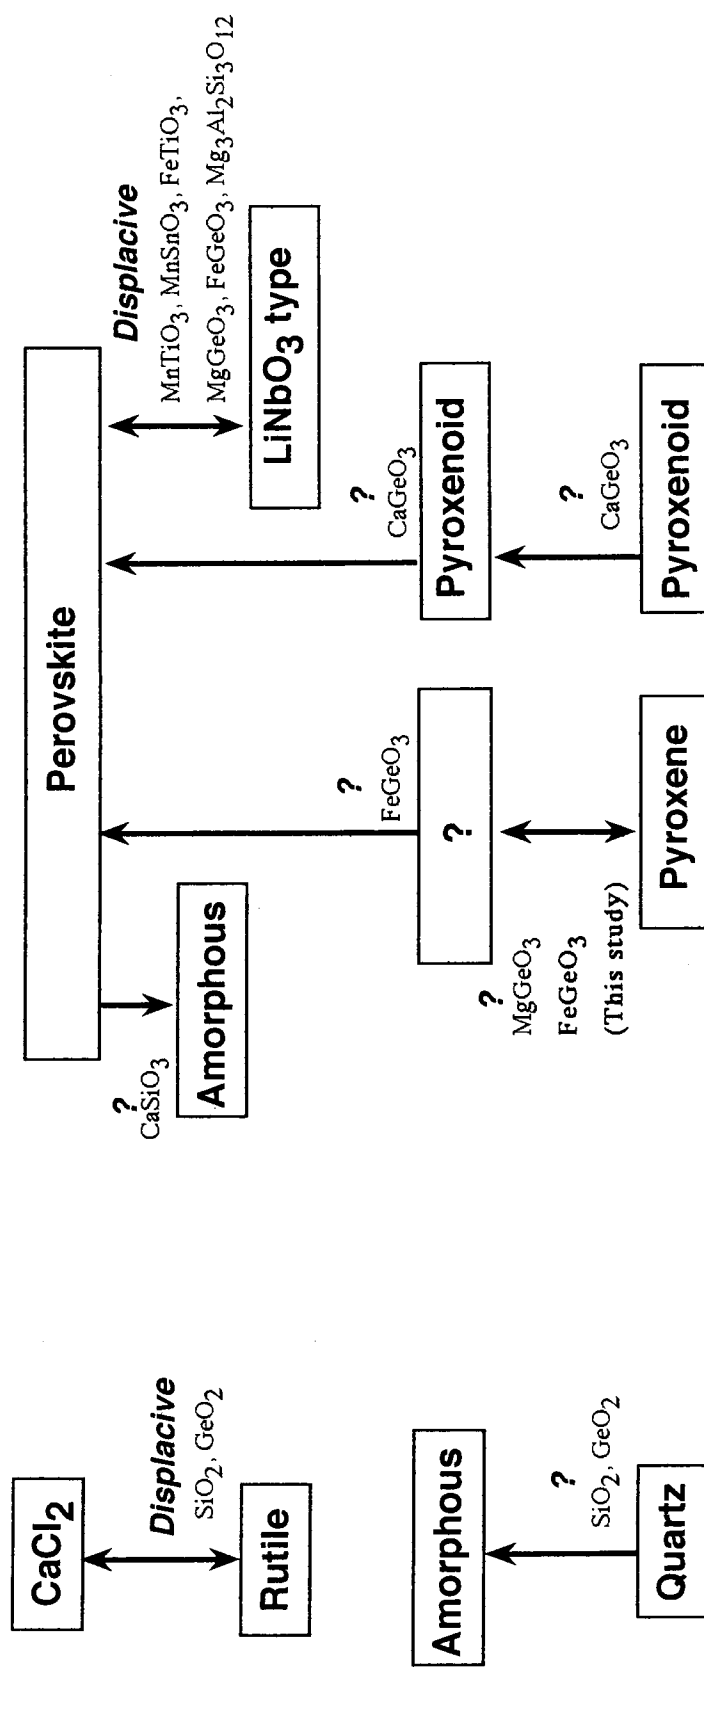 CaCl2
Displacive
SiO2, GeO2
Rutile
Amorphous
?
SiO2, GeO2
Quartz
Perovskite
?
CaSiO3
Amorphous
Displacive
MnTiO3, MnSnO3, FeTiO3,
MgGeO3, FeGeO3, Mg3Al2Si3O12
LiNbO3 type
?
FeGeO3
?
?
MgGeO3
FeGeO3
(This study)
Pyroxene
?
CaGeO3
Pyroxenoid
?
CaGeO3
Pyroxenoid